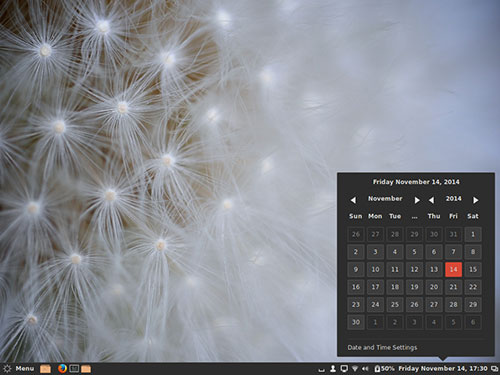 Friday November 14, 2014
November 2014
Sun Mon Tue ... Thu Fri Sat
26 27 28 29 30 31 1
2 3 4 5 6 7 8
9 10 11 12 13 14 15
16 17 18 19 20 21 22
23 24 25 26 27 28 29
30 1 2 3 4 5 6
Date and Time Settings
Menu 50% Friday November 14, 17:30